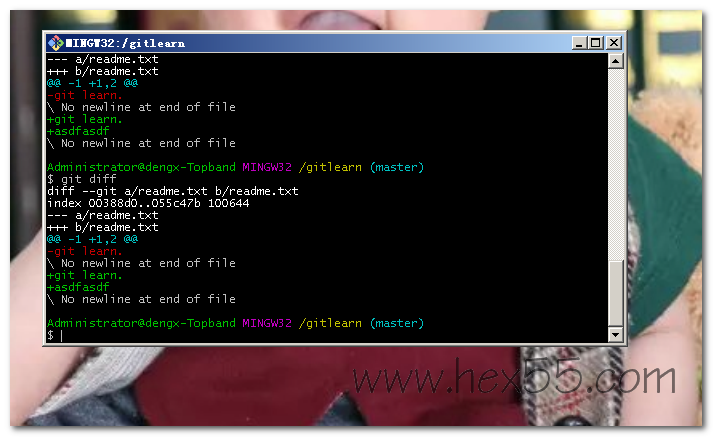 MINGW32:/gitlearn
--- a/readme.txt
+++ b/readme.txt
@@ -1 +1,2 @@
-git learn.
\ No newline at end of file
+git learn.
+asdfasdf
\ No newline at end of file
Administrator@dengx-Topband MINGW32 /gitlearn (master)
$ git diff
diff --git a/readme.txt b/readme.txt
index 00388d0..055c47b 100644
--- a/readme.txt
+++ b/readme.txt
@@ -1 +1,2 @@
-git learn.
\ No newline at end of file
+git learn.
+asdfasdf
\ No newline at end of file
Administrator@dengx-Topband MINGW32 /gitlearn (master)
$
www.hex55.com